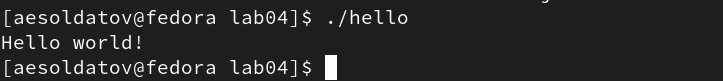 [aesoldatov@fedora lab04]$ ./hello
Hello world!
[aesoldatov@fedora lab04]$